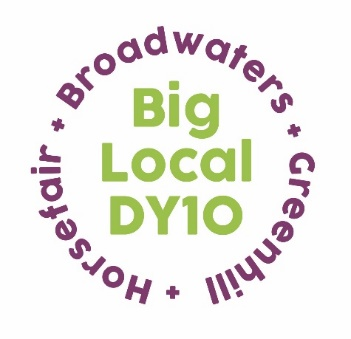 Broadwaters + Greenhill + Horsefair +
Big
Local
DY10